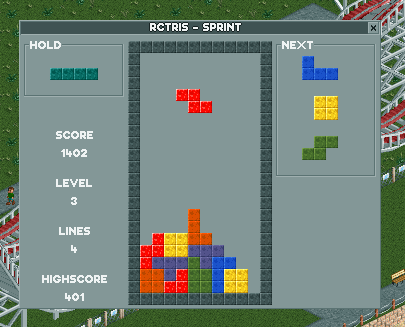 RCTRIS - SPRINT
HOLD
NEXT
SCORE
1402
LEVEL
3
LINES
4
HIGHSCORE
401